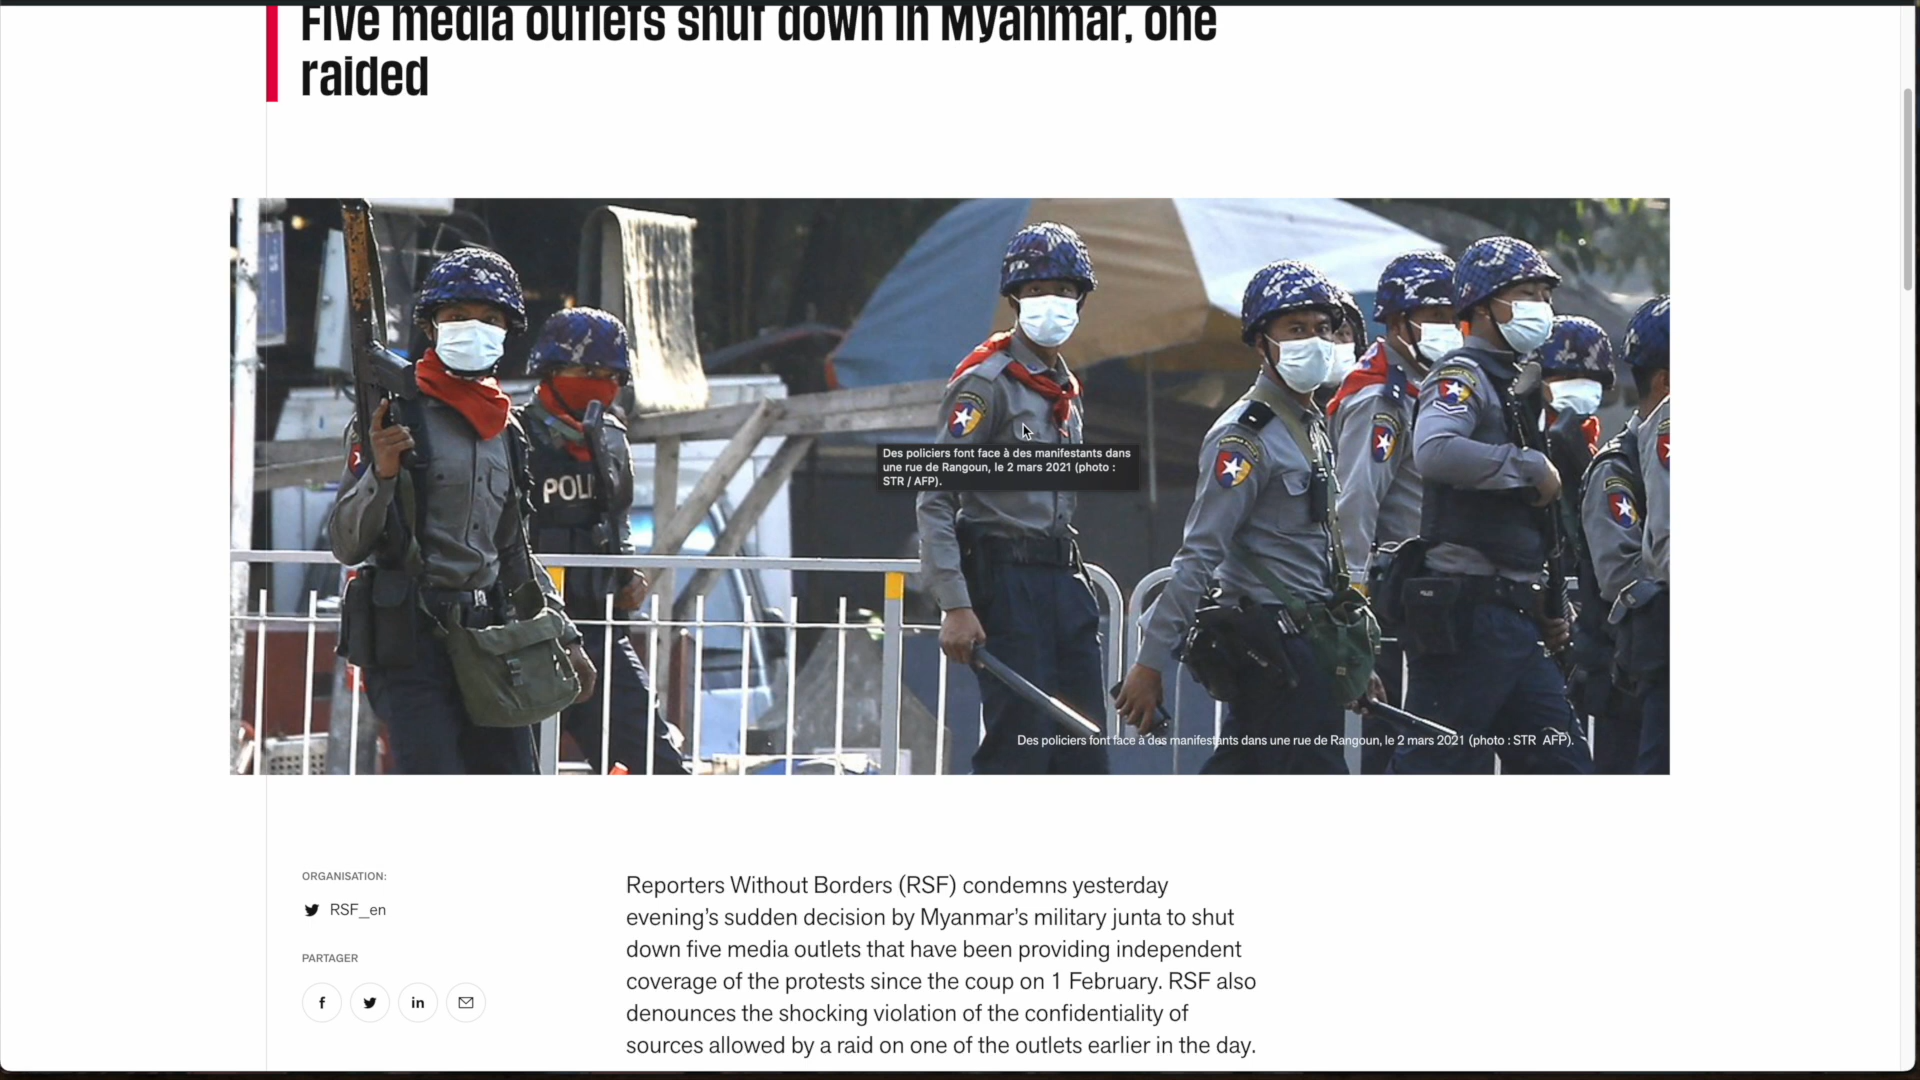 Five media outlets shut down in Myanmar, one
raided
POLI
Des policiers font face à des manifestants dans
une rue de Rangoun, le 2 mars 2021 (photo :
STR / AFP).
Des policiers font face à des manifestants dans une rue de Rangoun, le 2 mars 2021 (photo : STR AFP).
ORGANISATION:
RSF_en
PARTAGER
f
in
Reporters Without Borders (RSF) condemns yesterday
evening’s sudden decision by Myanmar’s military junta to shut
down five media outlets that have been providing independent
coverage of the protests since the coup on 1 February. RSF also
denounces the shocking violation of the confidentiality of
sources allowed by a raid on one of the outlets earlier in the day.